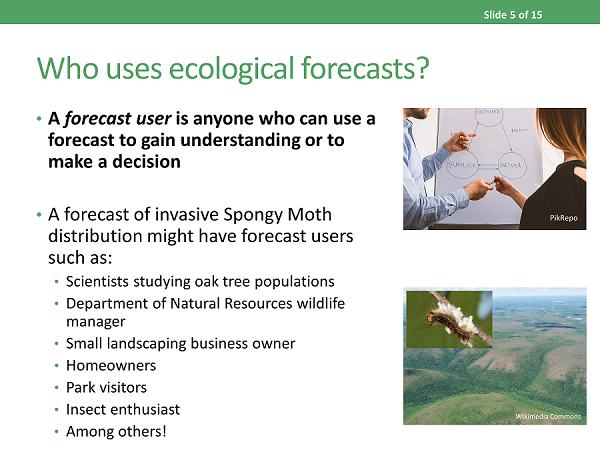 Slide 5 of 15
Who uses ecological forecasts?
• A forecast user is anyone who can use a
forecast to gain understanding or to
make a decision
• A forecast of invasive Spongy Moth
distribution might have forecast users
such as:
• Scientists studying oak tree populations
• Department of Natural Resources wildlife
manager
• Small landscaping business owner
• Homeowners
• Park visitors
• Insect enthusiast
• Among others!
CUSTOMER
SUPPLIER
PARTNER
PikRepo
Wikimedia Commons